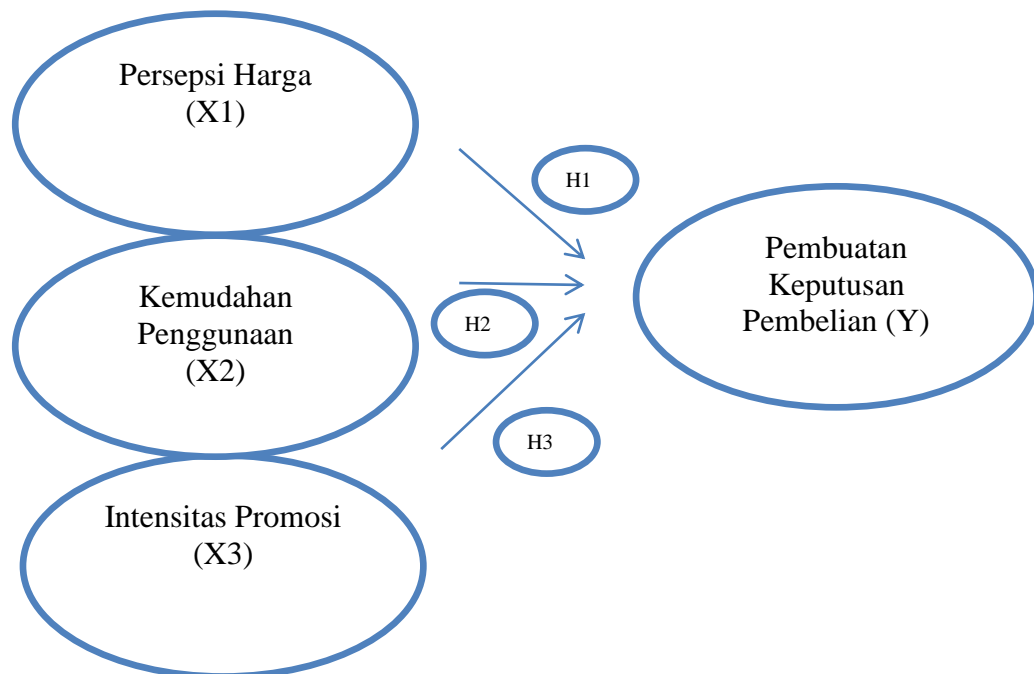 Persepsi Harga
(X1)
H1
Kemudahan
Penggunaan
(X2)
H2
Pembuatan
Keputusan
Pembelian (Y)
Intensitas Promosi
(X3)
H3